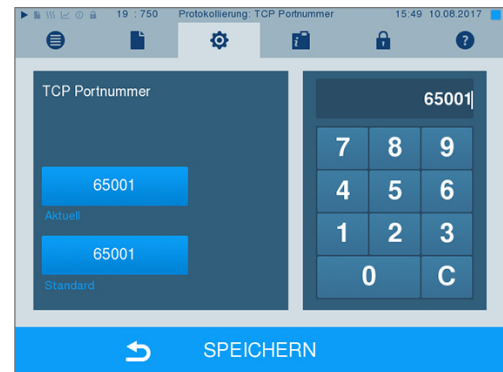 19 : 750 Protokollierung: TCP Portnummer 15:49 10.08.2017
TCP Portnummer
65001
Aktuell
65001
Standard
65001
7 8 9
4 5 6
1 2 3
0 C
SPEICHERN